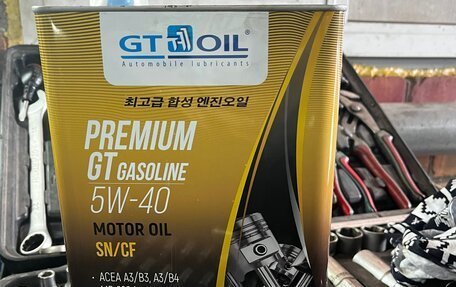 GT OIL
Automobile lubricants
최고급 합성 엔진오일
PREMIUM
GT GASOLINE
5W-40
MOTOR OIL
SN/CF
• ACEA A3/B3, A3/B4